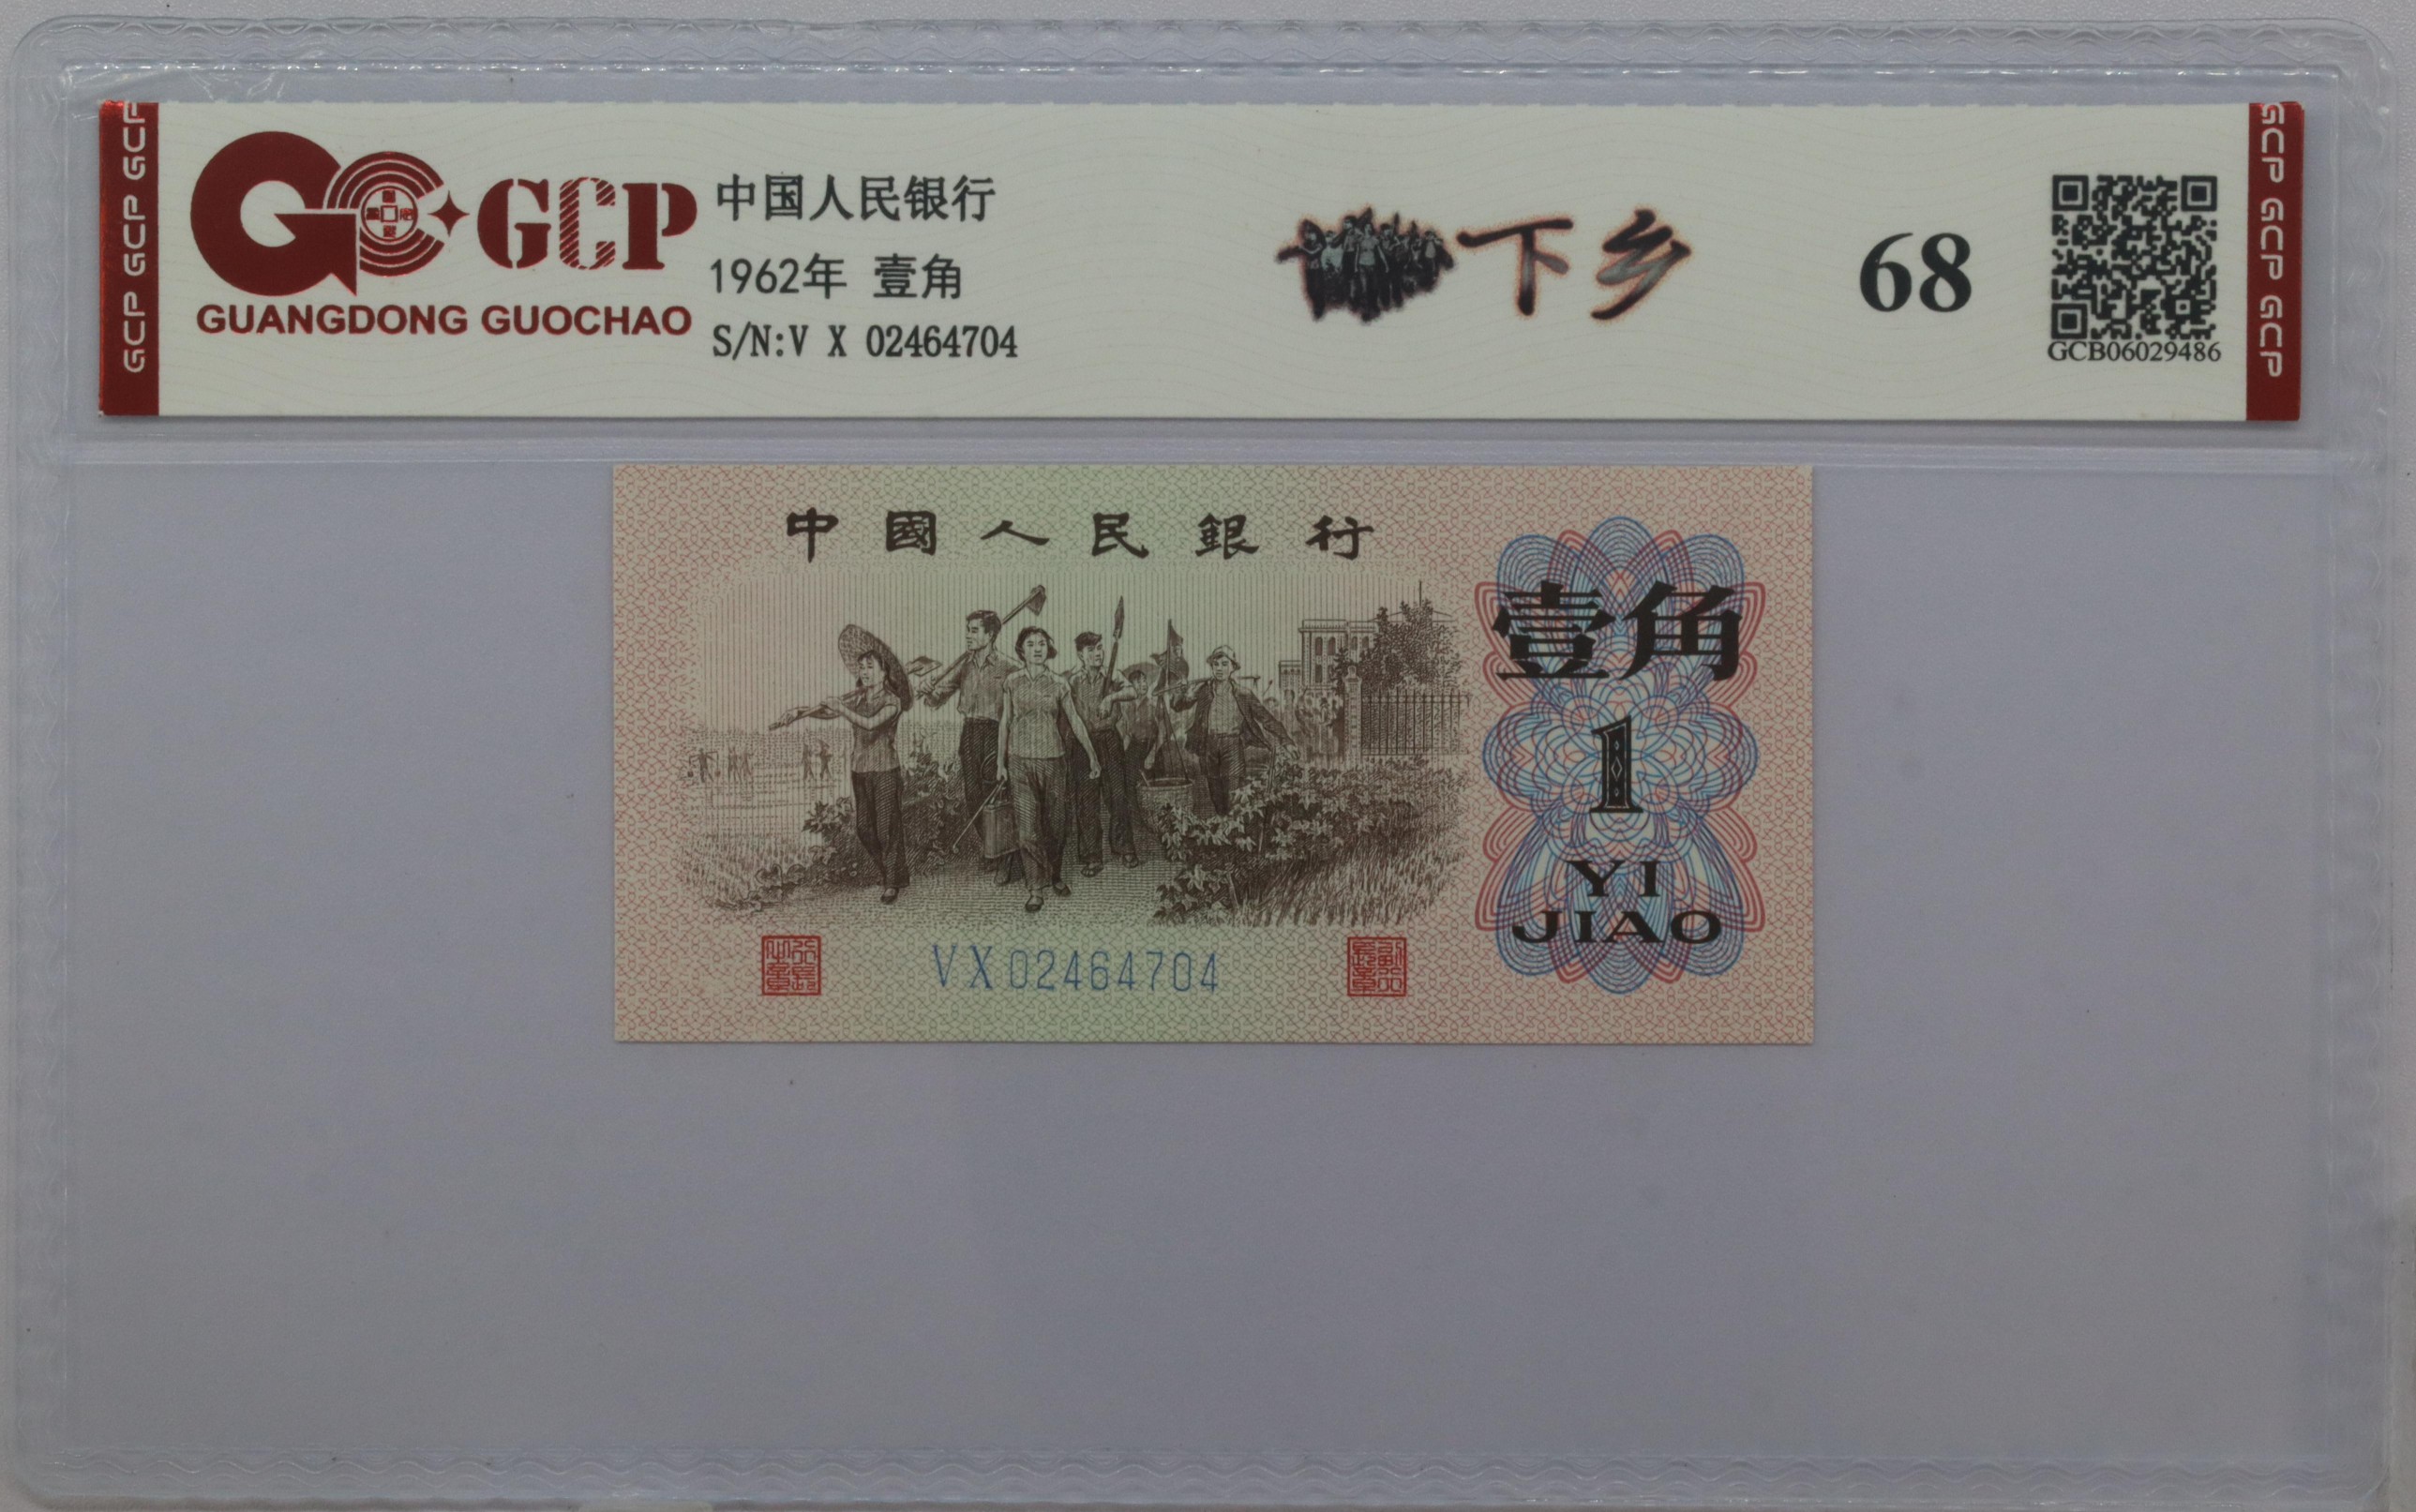 GCP GCP GCP
GCP
GUANGDONG GUOCHAO
中国人民银行
1962年 壹角
S/N:V X 02464704
下乡
68
GCB06029486
GCP GCP GCP
中國人民銀行
壹角
1
YI
JIAO
VX02464704